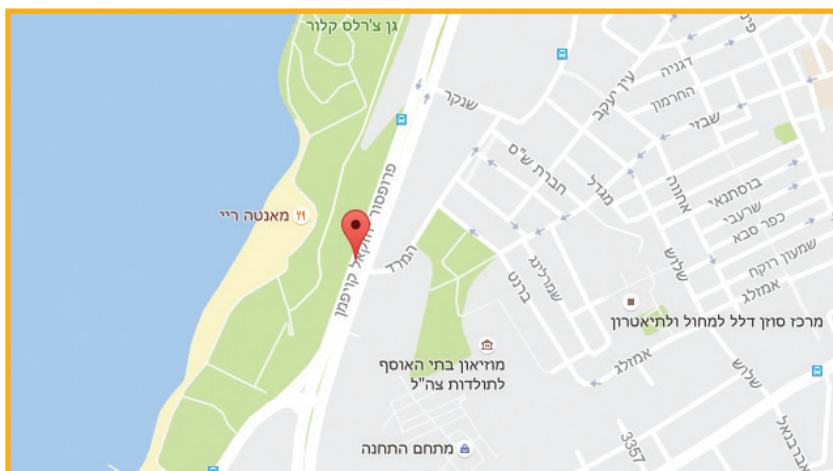 גן צ'רלס קלור
פינ
דגניה
עין יעקב
החרמון
שנקר
שבזי
פרופסור יחזקאל קויפמן
חברת ש"ס
מגדל
בוסתנאי
אחווה
שרעבי
מאנטה ריי
כפר סבא
המרד
שמעון רוקח
שמרלינג
ברנט
שלוש
אמזלג
מרכז סוזן דלל למחול ולתיאטרון
מוזיאון בתי האוסף
לתולדות צה"ל
אמזלג
שלוש
אברבנאל
3357
מתחם התחנה